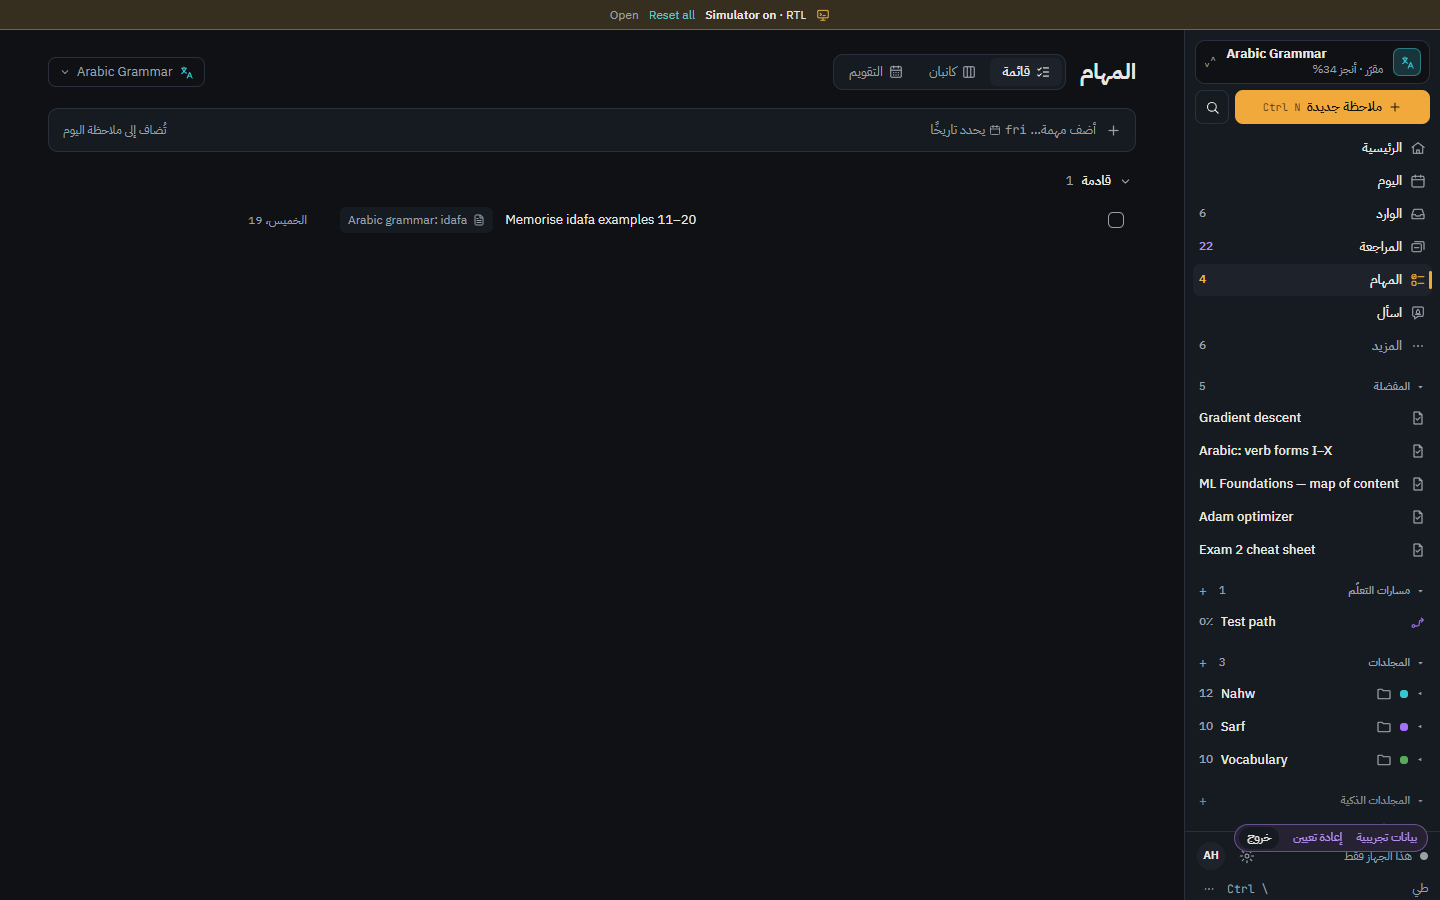 Open Reset all Simulator on · RTL
Arabic Grammar
مقرّر · أنجز 34%
ملاحظة جديدة Ctrl N
الرئيسية
اليوم
الوارد 6
المراجعة 22
المهام 4
اسأل
المزيد 6
المفضلة 5
Gradient descent
Arabic: verb forms I–X
ML Foundations — map of content
Adam optimizer
Exam 2 cheat sheet
مسارات التعلّم 1 +
Test path 0٪
المجلدات 3 +
Nahw 12
Sarf 10
Vocabulary 10
المجلدات الذكية +
بيانات تجريبية إعادة تعيين خروج
هذا الجهاز فقط AH
طي Ctrl \ ...
المهام قائمة كانبان التقويم Arabic Grammar
+ أضف مهمة... fri يحدد تاريخًا تُضاف إلى ملاحظة اليوم
قادمة 1
Memorise idafa examples 11–20 Arabic grammar: idafa الخميس، 19